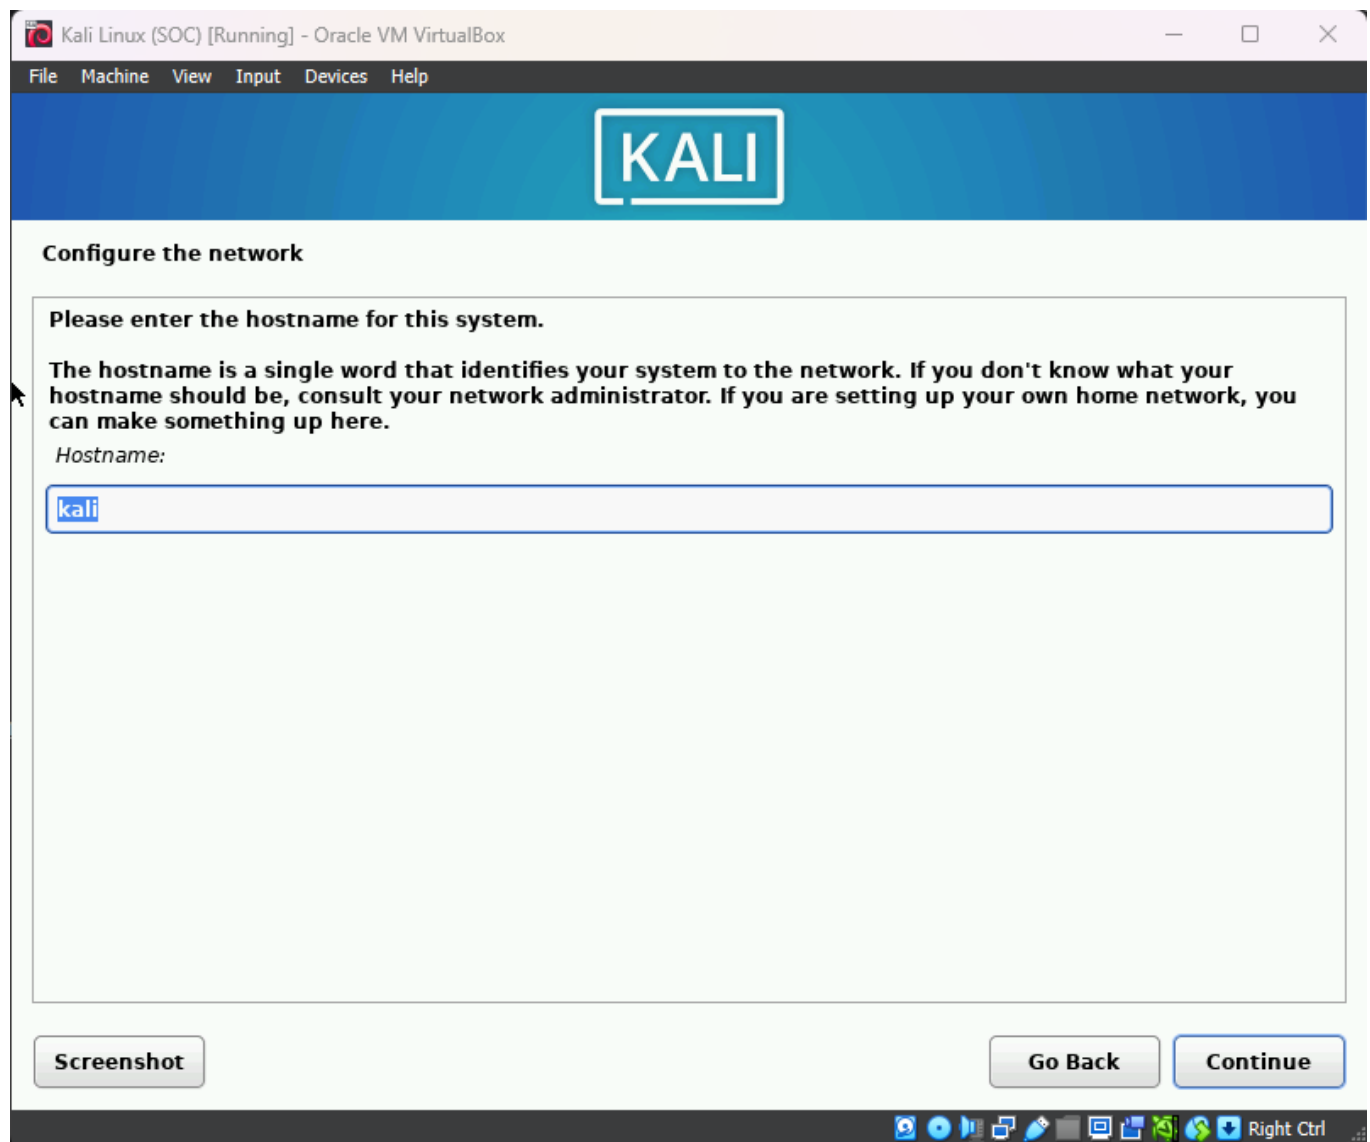 Kali Linux (SOC) [Running] - Oracle VM VirtualBox
File Machine View Input Devices Help
KALI
Configure the network
Please enter the hostname for this system.
The hostname is a single word that identifies your system to the network. If you don't know what your
hostname should be, consult your network administrator. If you are setting up your own home network, you
can make something up here.
Hostname:
kali
Screenshot Go Back Continue
Right Ctrl